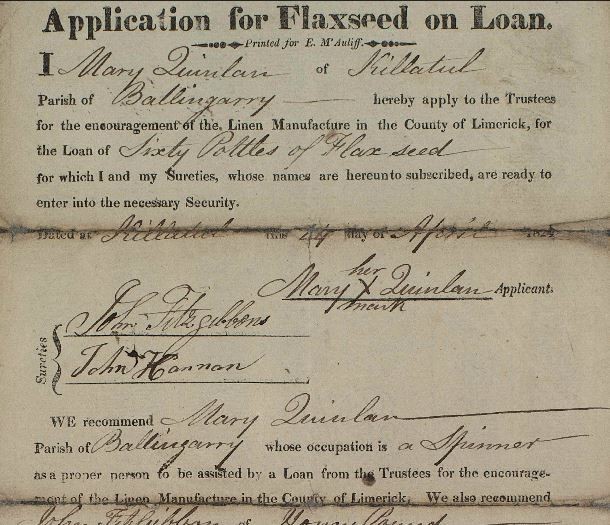 Application for Flaxseed on Loan.
Printed for E. M'Auliff.
I Mary Quinlan of Killatul
Parish of Ballingarry hereby apply to the Trustees
for the encouragement of the Linen Manufacture in the County of Limerick, for
the Loan of Sixty Pottles of Flax seed
for which I and my Sureties, whose names are hereunto subscribed, are ready to
enter into the necessary Security.
Dated at Killatul this 24 day of April 182
her
Mary X Quinlan Applicant.
mark
Sureties
John Fitzgibbons
John Hannan
WE recommend Mary Quinlan
Parish of Ballingarry whose occupation is a Spinner
as a proper person to be assisted by a Loan from the Trustees for the encourage-
ment of the Linen Manufacture in the County of Limerick. We also recommend
John Fitzgibbon of